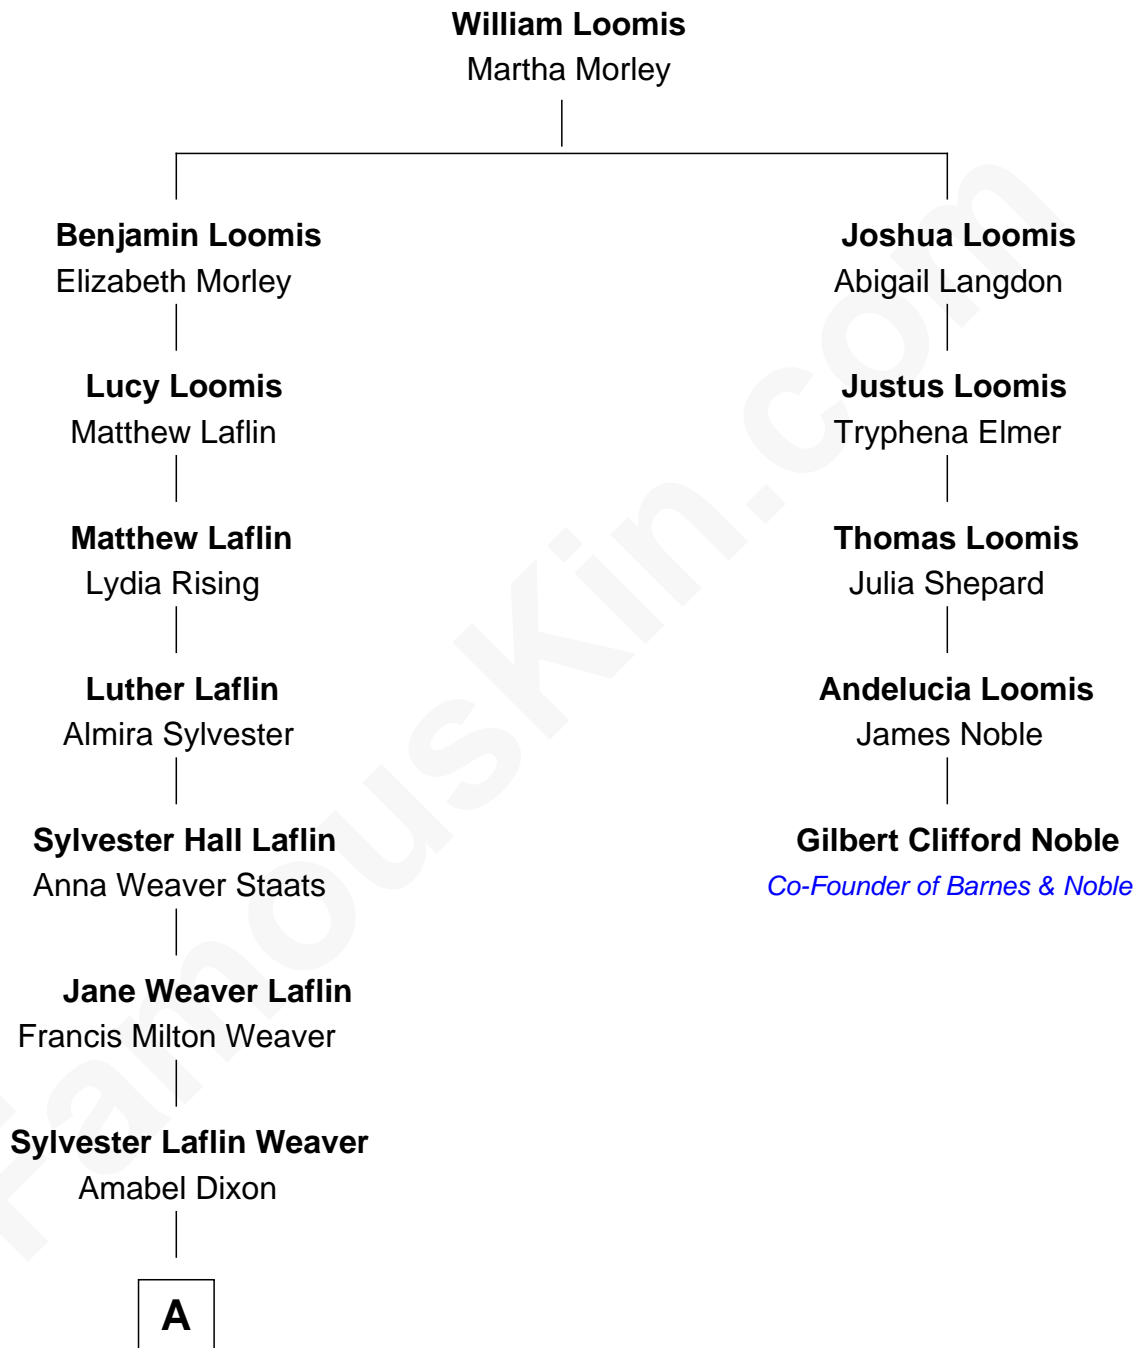 William Loomis
Martha Morley
Benjamin Loomis
Elizabeth Morley
Joshua Loomis
Abigail Langdon
Lucy Loomis
Matthew Laflin
Justus Loomis
Tryphena Elmer
Matthew Laflin
Lydia Rising
Thomas Loomis
Julia Shepard
Luther Laflin
Almira Sylvester
Andelucia Loomis
James Noble
Sylvester Hall Laflin
Anna Weaver Staats
Gilbert Clifford Noble
Co-Founder of Barnes & Noble
Jane Weaver Laflin
Francis Milton Weaver
Sylvester Laflin Weaver
Amabel Dixon
A
FamousKin.com